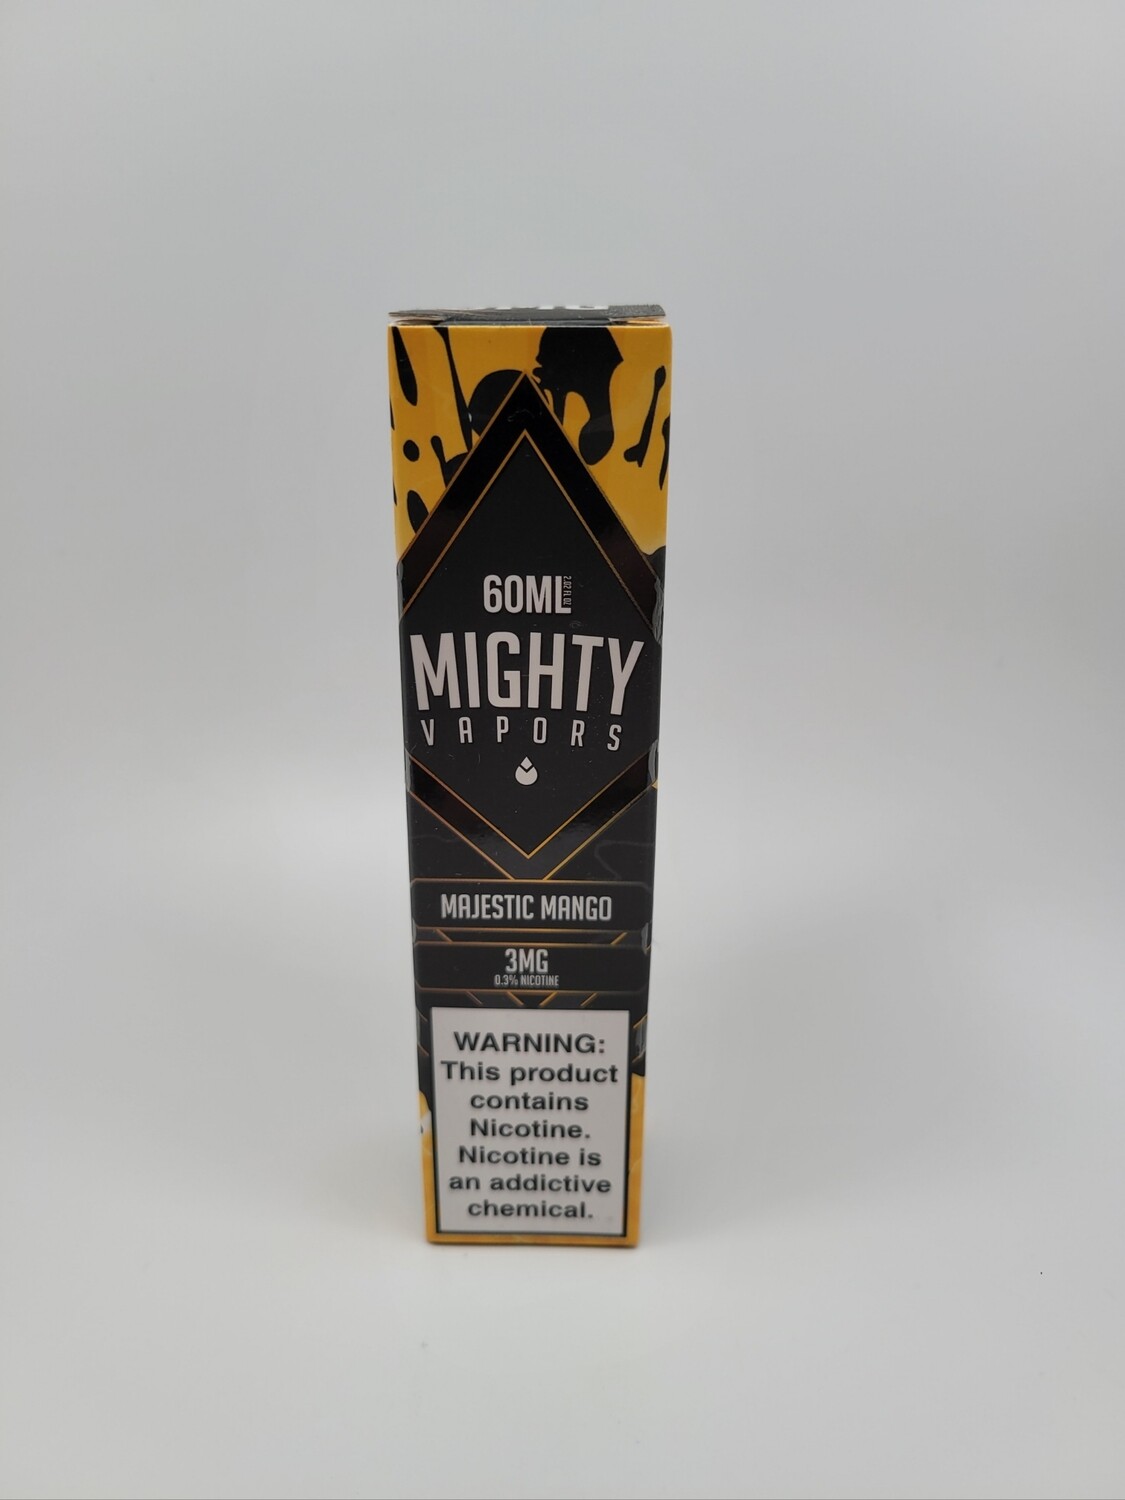 60ML 2.02 FL OZ
MIGHTY
VAPORS
MAJESTIC MANGO
3MG
0.3% NICOTINE
WARNING:
This product
contains
Nicotine.
Nicotine is
an addictive
chemical.